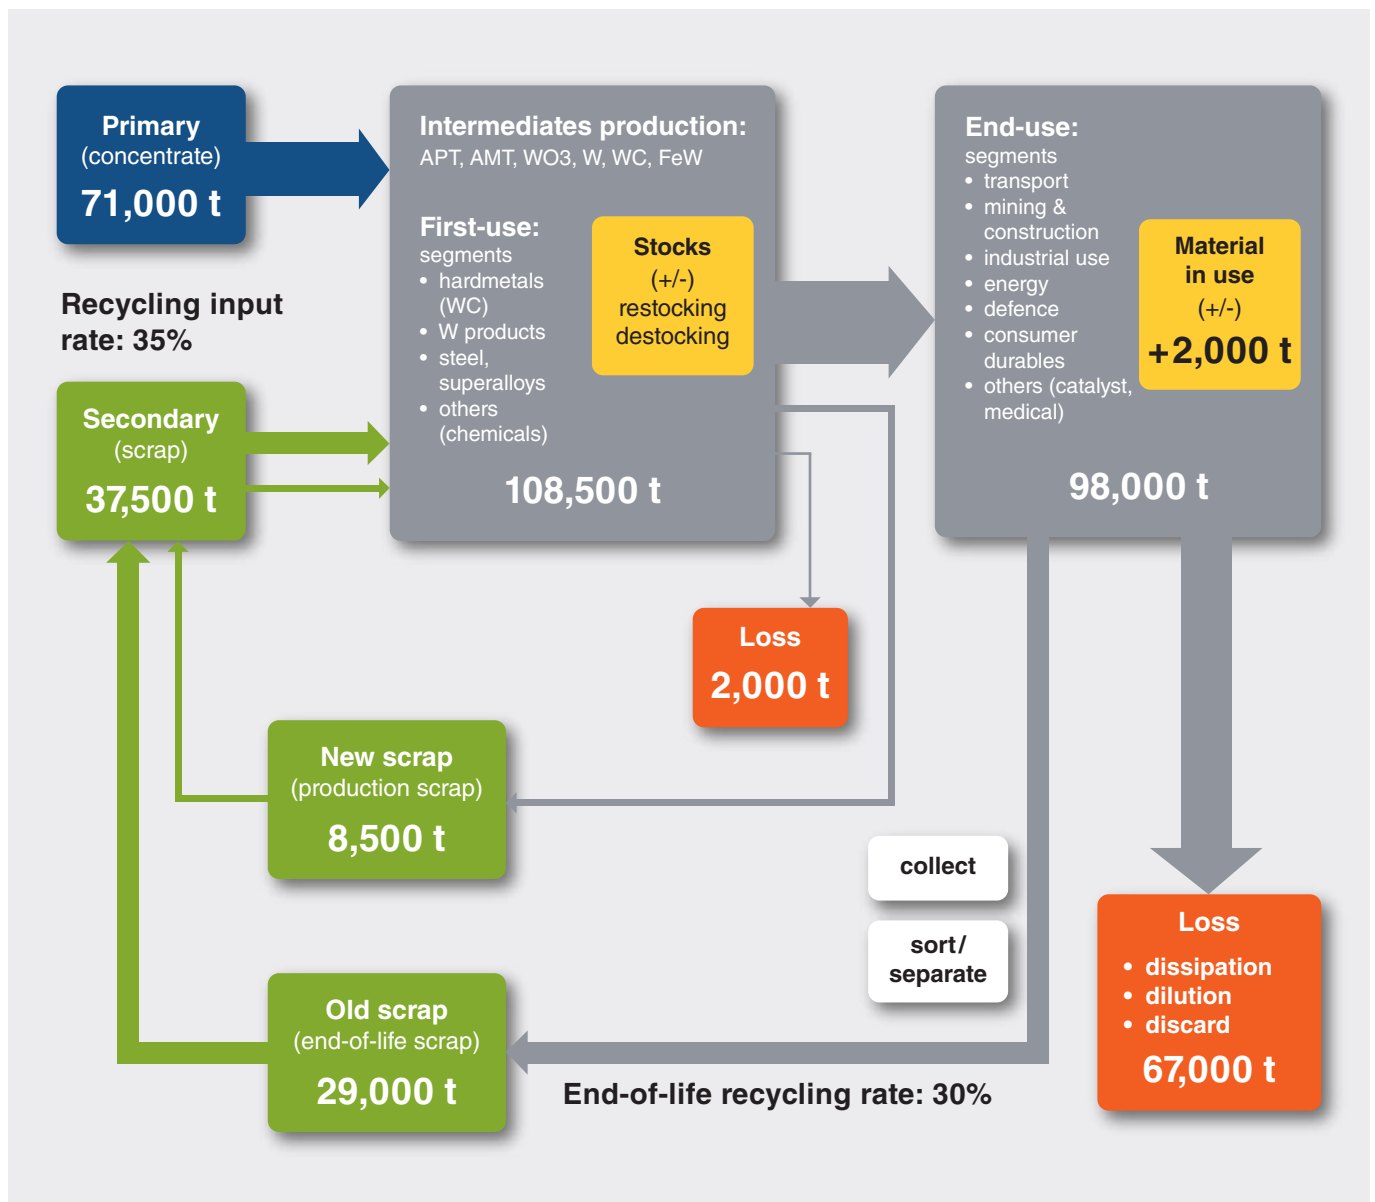 Primary
(concentrate)
71,000 t
Recycling input
rate: 35%
Secondary
(scrap)
37,500 t
Intermediates production:
APT, AMT, WO3, W, WC, FeW
First-use:
segments
• hardmetals
(WC)
• W products
• steel,
superalloys
• others
(chemicals)
Stocks
(+/-)
restocking
destocking
108,500 t
End-use:
segments
• transport
• mining &
construction
• industrial use
• energy
• defence
• consumer
durables
• others (catalyst,
medical)
Material
in use
(+/-)
+2,000 t
98,000 t
Loss
2,000 t
New scrap
(production scrap)
8,500 t
collect
sort/
separate
Loss
• dissipation
• dilution
• discard
67,000 t
Old scrap
(end-of-life scrap)
29,000 t
End-of-life recycling rate: 30%